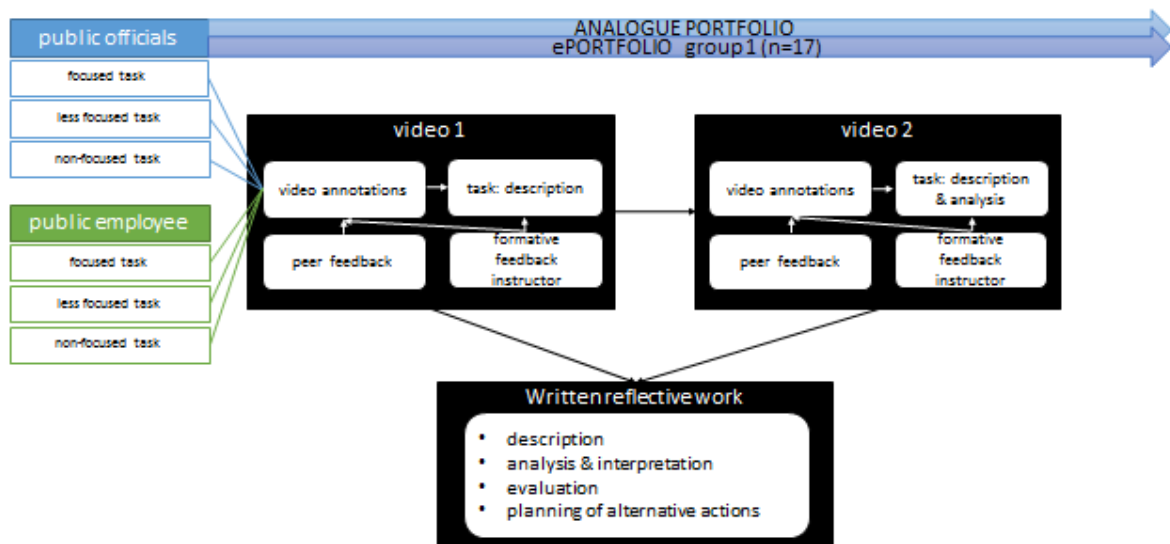 ANALOGUE PORTFOLIO
ePORTFOLIO group 1 (n=17)
public officials
focused task
less focused task
non-focused task
public employee
focused task
less focused task
non-focused task
video 1
video annotations
task: description
peer feedback
formative
feedback
instructor
video 2
video annotations
task: description
& analysis
peer feedback
formative
feedback
instructor
Written reflective work
• description
• analysis & interpretation
• evaluation
• planning of alternative actions